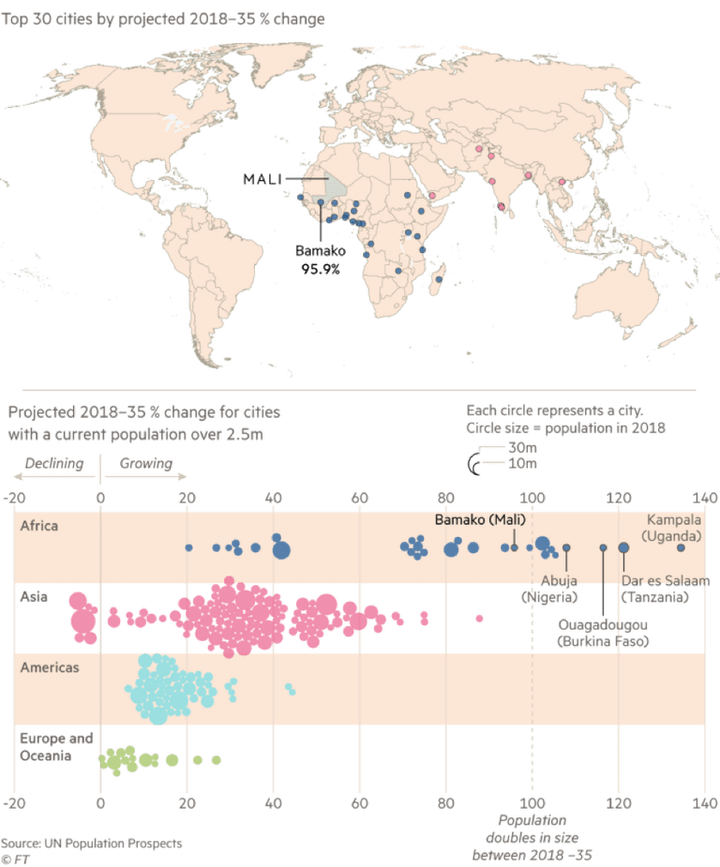 Top 30 cities by projected 2018–35 % change
MALI
Bamako
95.9%
Projected 2018–35 % change for cities
with a current population over 2.5m
Each circle represents a city.
Circle size = population in 2018
30m
10m
Declining
Growing
-20 0 20 40 60 80 100 120 140
Africa
Bamako (Mali)
Kampala
(Uganda)
Abuja
(Nigeria)
Dar es Salaam
(Tanzania)
Ouagadougou
(Burkina Faso)
Asia
Americas
Europe and
Oceania
-20 0 20 40 60 80 100 120 140
Population
doubles in size
between 2018 –35
Source: UN Population Prospects
© FT